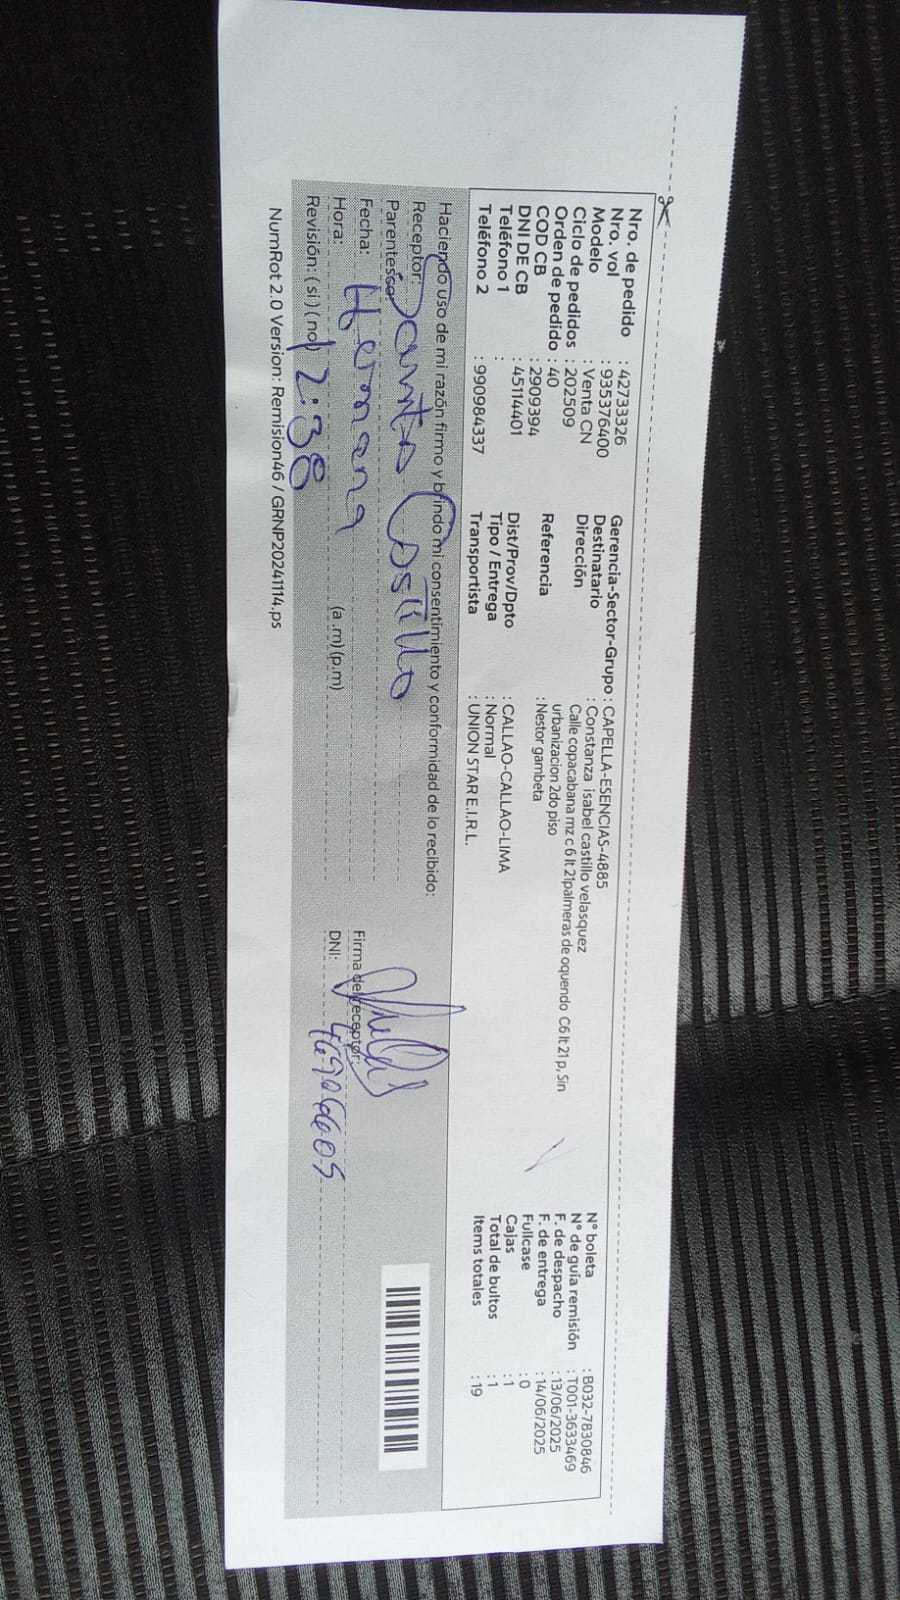 Nro. de pedido : 42733326
Nro. vol : 935376400
Modelo : Venta CN
Ciclo de pedidos : 202509
Orden de pedido : 40
COD CB : 2909394
DNI DE CB : 45114401
Teléfono 1 :
Teléfono 2 : 990984337
Gerencia-Sector-Grupo : CAPELLA-ESENCIAS-4885
Destinatario : Constanza isabel castillo velasquez
Dirección Calle copacabana mz c 6 lt 21palmeras de oquendo C6 lt 21 p, Sin
urbanizacion 2do piso
Referencia : Nestor gambeta
Dist/Prov/Dpto : CALLAO-CALLAO-LIMA
Tipo / Entrega : Normal
Transportista : UNION STAR E.I.R.L.
N° boleta : B032-7830846
N° de guía remisión : T001-3633469
F. de despacho : 13/06/2025
F. de entrega : 14/06/2025
Fullcase : 0
Cajas : 1
Total de bultos : 1
Items totales : 19
Haciendo uso de mi razón firmo y brindo mi consentimiento y conformidad de lo recibido:
Receptor: Castillo
Parentesco: Hermana
Fecha:
Hora: 12:38 (a .m) (p.m)
Revisión: ( si ) ( no )
Firma del receptor:
DNI:
NumRot 2.0 Version: Remision46 / GRNP20241114.ps